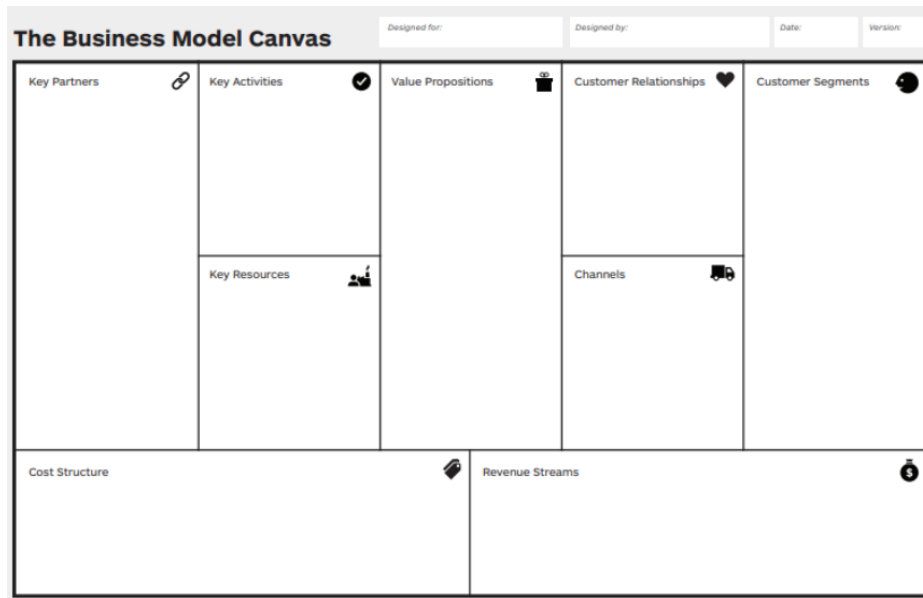 The Business Model Canvas
Designed for:
Designed by:
Date:
Version:
Key Partners
Key Activities
Value Propositions
Customer Relationships
Customer Segments
Key Resources
Channels
Cost Structure
Revenue Streams
$